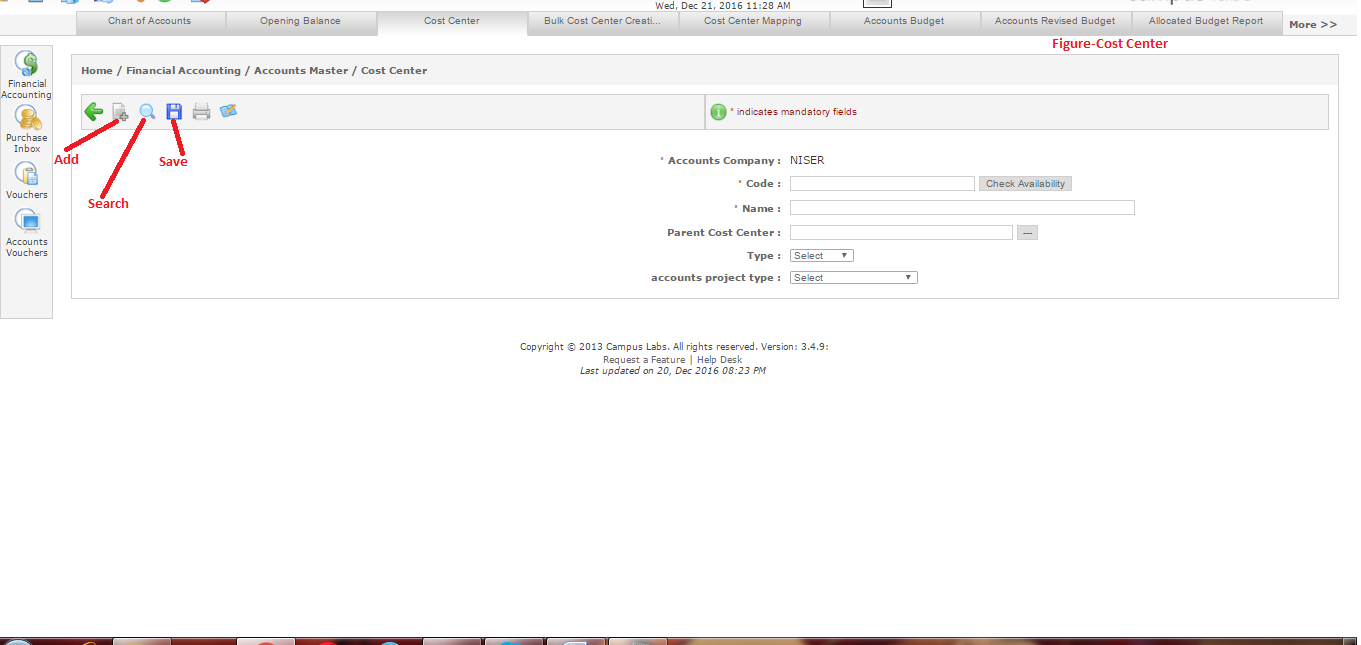 Wed, Dec 21, 2016 11:28 AM
Chart of Accounts Opening Balance Cost Center Bulk Cost Center Creati... Cost Center Mapping Accounts Budget Accounts Revised Budget Allocated Budget Report More >>
Figure-Cost Center
Financial
Accounting
Purchase
Inbox
Vouchers
Accounts
Vouchers
Home / Financial Accounting / Accounts Master / Cost Center
* indicates mandatory fields
Add
Save
Search
* Accounts Company : NISER
* Code : Check Availability
* Name :
Parent Cost Center : ...
Type : Select
accounts project type : Select
Copyright © 2013 Campus Labs. All rights reserved. Version: 3.4.9:
Request a Feature | Help Desk
Last updated on 20, Dec 2016 08:23 PM